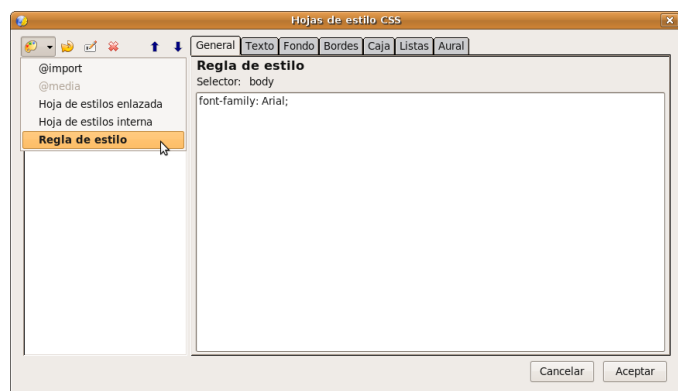 Hojas de estilo CSS
General Texto Fondo Bordes Caja Listas Aural
@import
@media
Hoja de estilos enlazada
Hoja de estilos interna
Regla de estilo
Regla de estilo
Selector: body
font-family: Arial;
Cancelar Aceptar